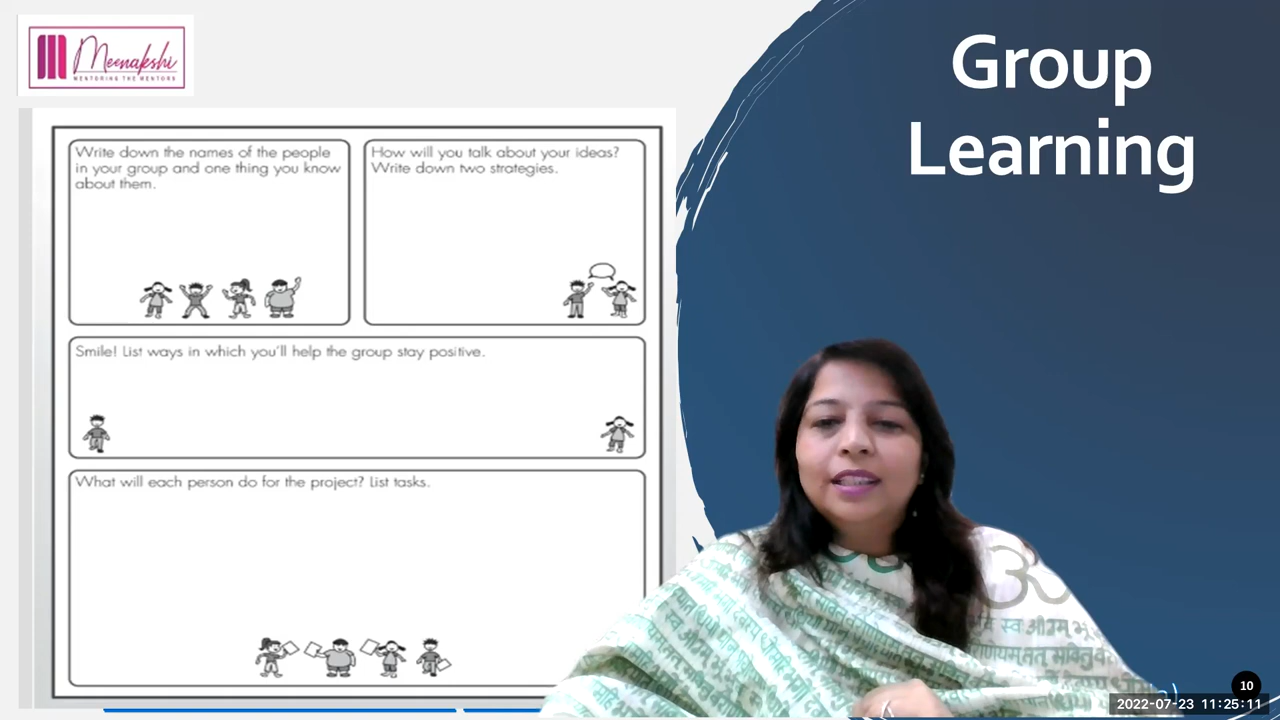 Meenakshi
MENTORING THE MENTORS
Group
Learning
Write down the names of the people
in your group and one thing you know
about them.
How will you talk about your ideas?
Write down two strategies.
Smile! List ways in which you'll help the group stay positive.
What will each person do for the project? List tasks.
10
2022-07-23 11:25:11